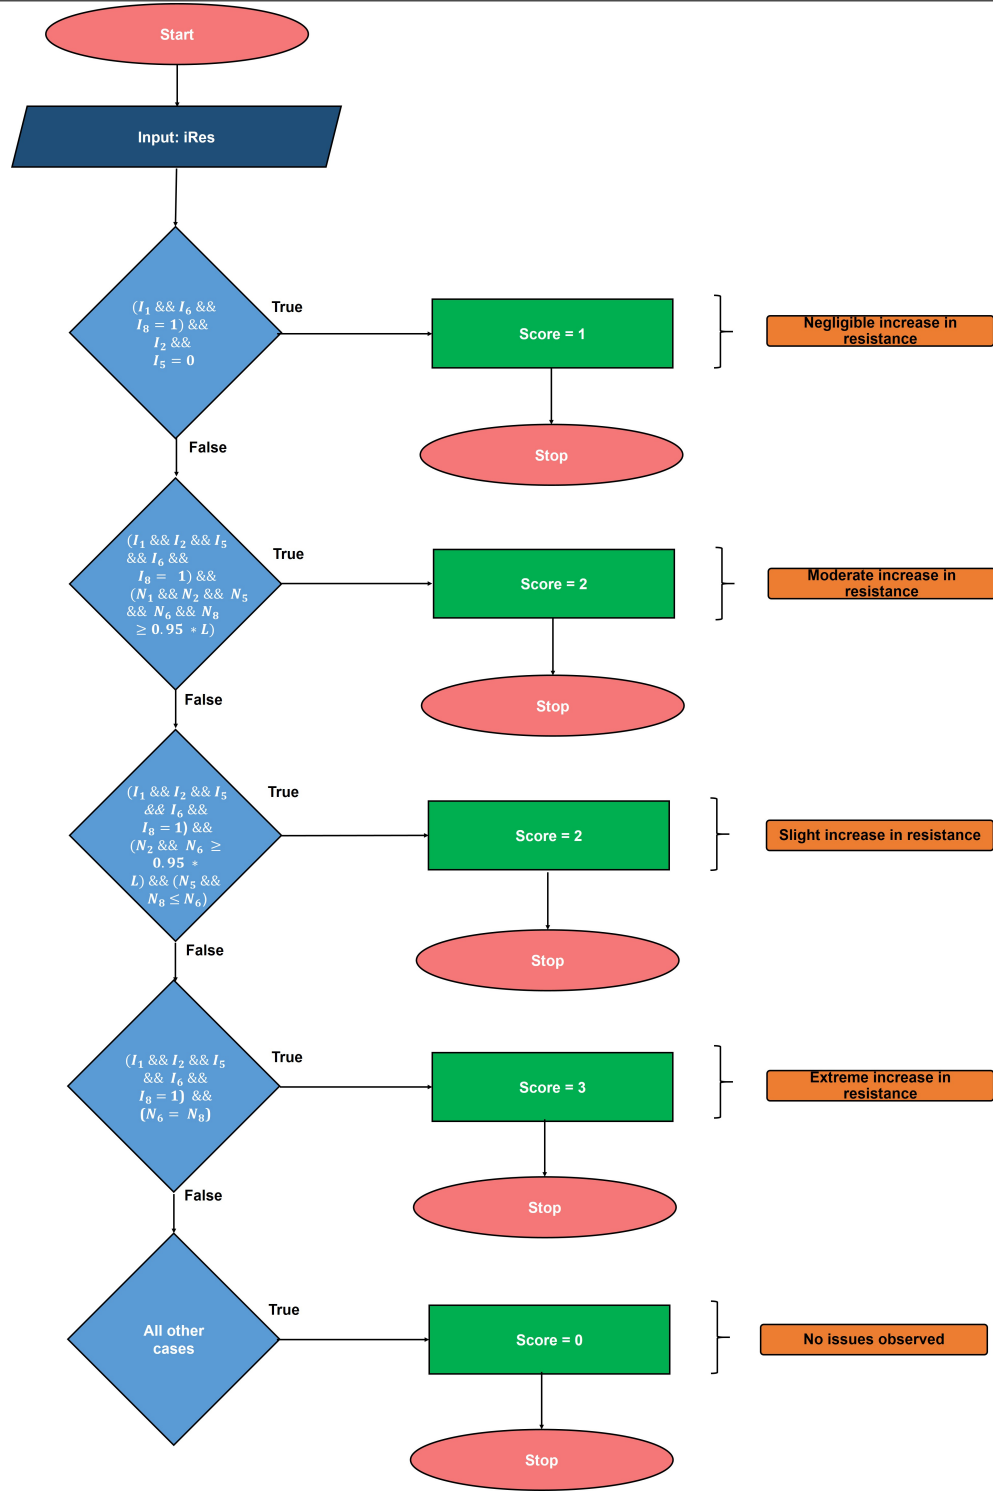 Start
Input: iRes
(I₁ && I₆ &&
I₈ = 1) &&
I₂ &&
I₅ = 0
True
Score = 1
Negligible increase in
resistance
False
Stop
(I₁ && I₂ && I₅
&& I₆ &&
I₈ = 1) &&
(N₁ && N₂ && N₅
&& N₆ && N₈
≥ 0.95 * L)
True
Score = 2
Moderate increase in
resistance
False
Stop
(I₁ && I₂ && I₅
&& I₆ &&
I₈ = 1) &&
(N₂ && N₆ ≥
0.95 *
L) && (N₅ &&
N₈ ≤ N₆)
True
Score = 2
Slight increase in resistance
False
Stop
(I₁ && I₂ && I₅
&& I₆ &&
I₈ = 1) &&
(N₆ = N₈)
True
Score = 3
Extreme increase in
resistance
False
Stop
All other
cases
True
Score = 0
No issues observed
Stop